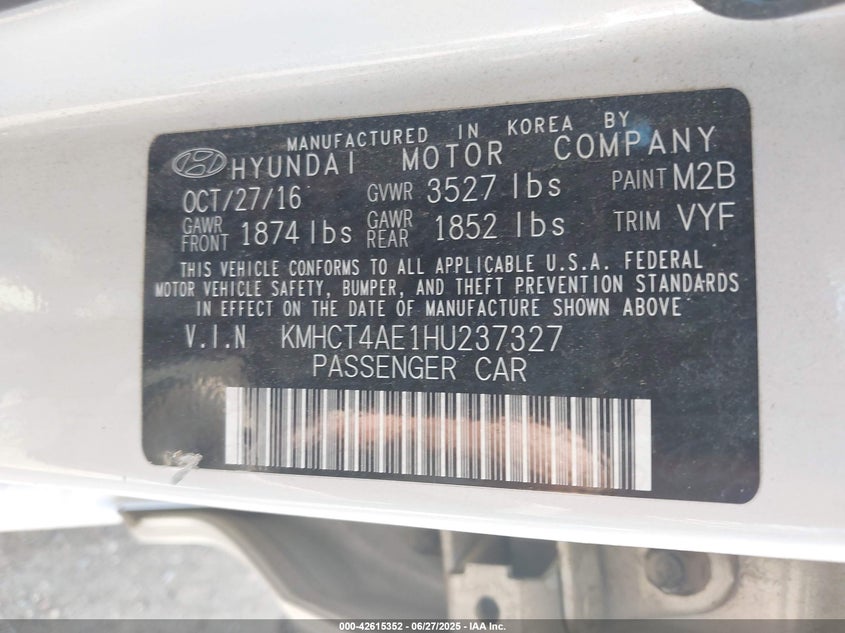 MANUFACTURED IN KOREA BY
HYUNDAI MOTOR COMPANY
OCT/27/16 GVWR 3527 lbs PAINT M2B
GAWR FRONT 1874 lbs GAWR REAR 1852 lbs TRIM VYF
THIS VEHICLE CONFORMS TO ALL APPLICABLE U.S.A. FEDERAL
MOTOR VEHICLE SAFETY, BUMPER, AND THEFT PREVENTION STANDARDS
IN EFFECT ON THE DATE OF MANUFACTURE SHOWN ABOVE
V.I.N KMHCT4AE1HU237327
PASSENGER CAR
000-42615352 | 06/27/2025 - IAA Inc.